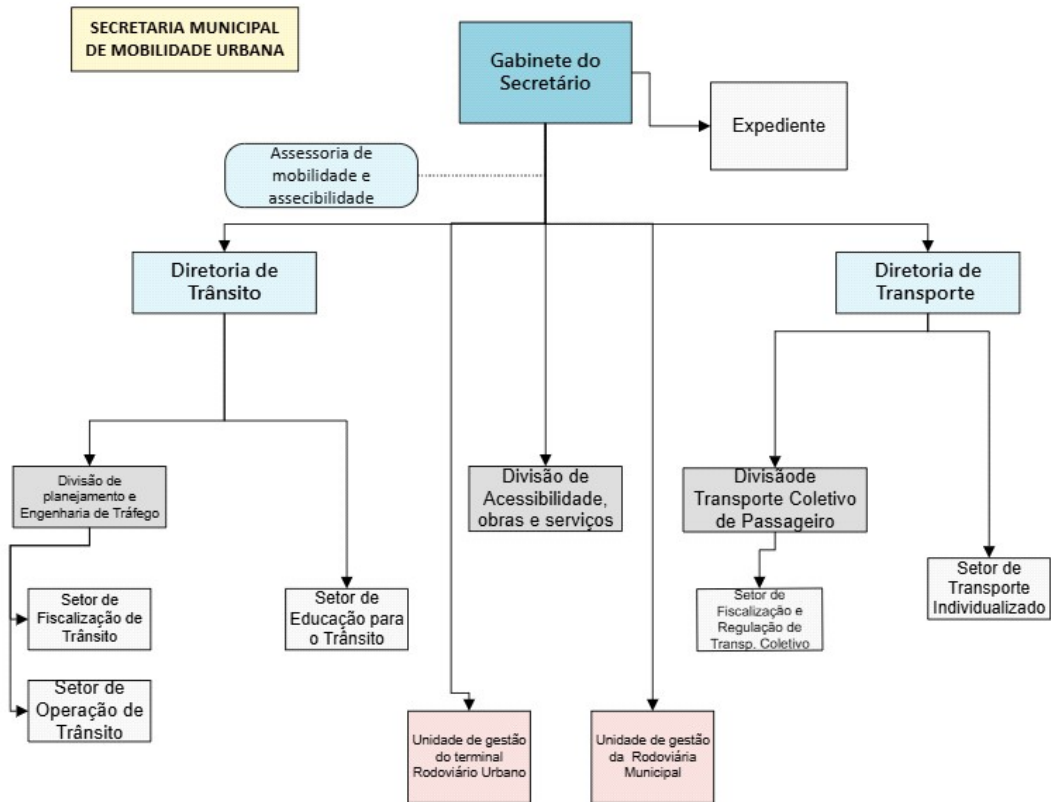 SECRETARIA MUNICIPAL
DE MOBILIDADE URBANA
Gabinete do
Secretário
Expediente
Assessoria de
mobilidade e
assecibilidade
Diretoria de
Trânsito
Diretoria de
Transporte
Divisão de
planejamento e
Engenharia de Tráfego
Divisão de
Acessibilidade,
obras e serviços
Divisãode
Transporte Coletivo
de Passageiro
Setor de
Fiscalização de
Trânsito
Setor de
Educação para
o Trânsito
Setor de
Fiscalização e
Regulação de
Transp. Coletivo
Setor de
Transporte
Individualizado
Setor de
Operação de
Trânsito
Unidade de gestão
do terminal
Rodoviário Urbano
Unidade de gestão
da Rodoviária
Municipal